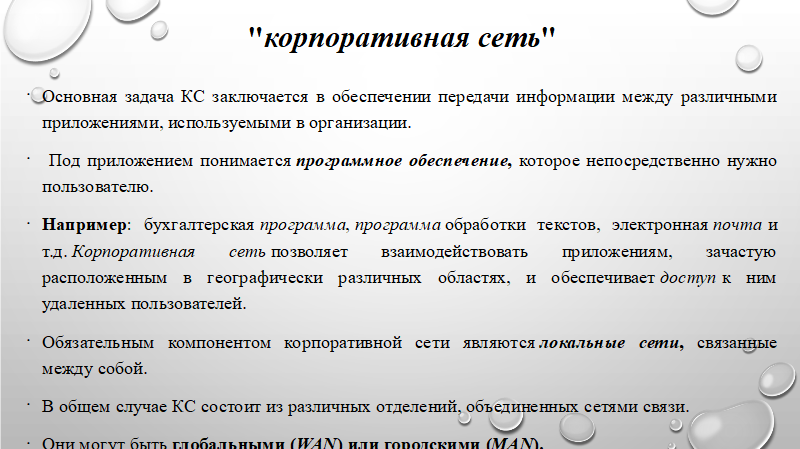 "корпоративная сеть"
· Основная задача КС заключается в обеспечении передачи информации между различными
приложениями, используемыми в организации.
· Под приложением понимается программное обеспечение, которое непосредственно нужно
пользователю.
· Например: бухгалтерская программа, программа обработки текстов, электронная почта и
т.д. Корпоративная сеть позволяет взаимодействовать приложениям, зачастую
расположенным в географически различных областях, и обеспечивает доступ к ним
удаленных пользователей.
· Обязательным компонентом корпоративной сети являются локальные сети, связанные
между собой.
· В общем случае КС состоит из различных отделений, объединенных сетями связи.
· Они могут быть глобальными (WAN) или городскими (MAN).